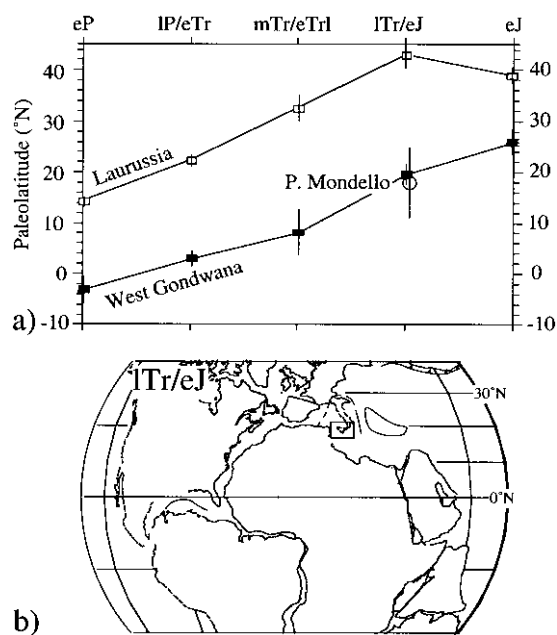 eP lP/eTr mTr/eTrl lTr/eJ eJ
40 40
30 30
20 20
10 10
0 0
-10 -10
Paleolatitude (°N)
Laurussia
P. Mondello
West Gondwana
a)
lTr/eJ
30°N
0°N
b)